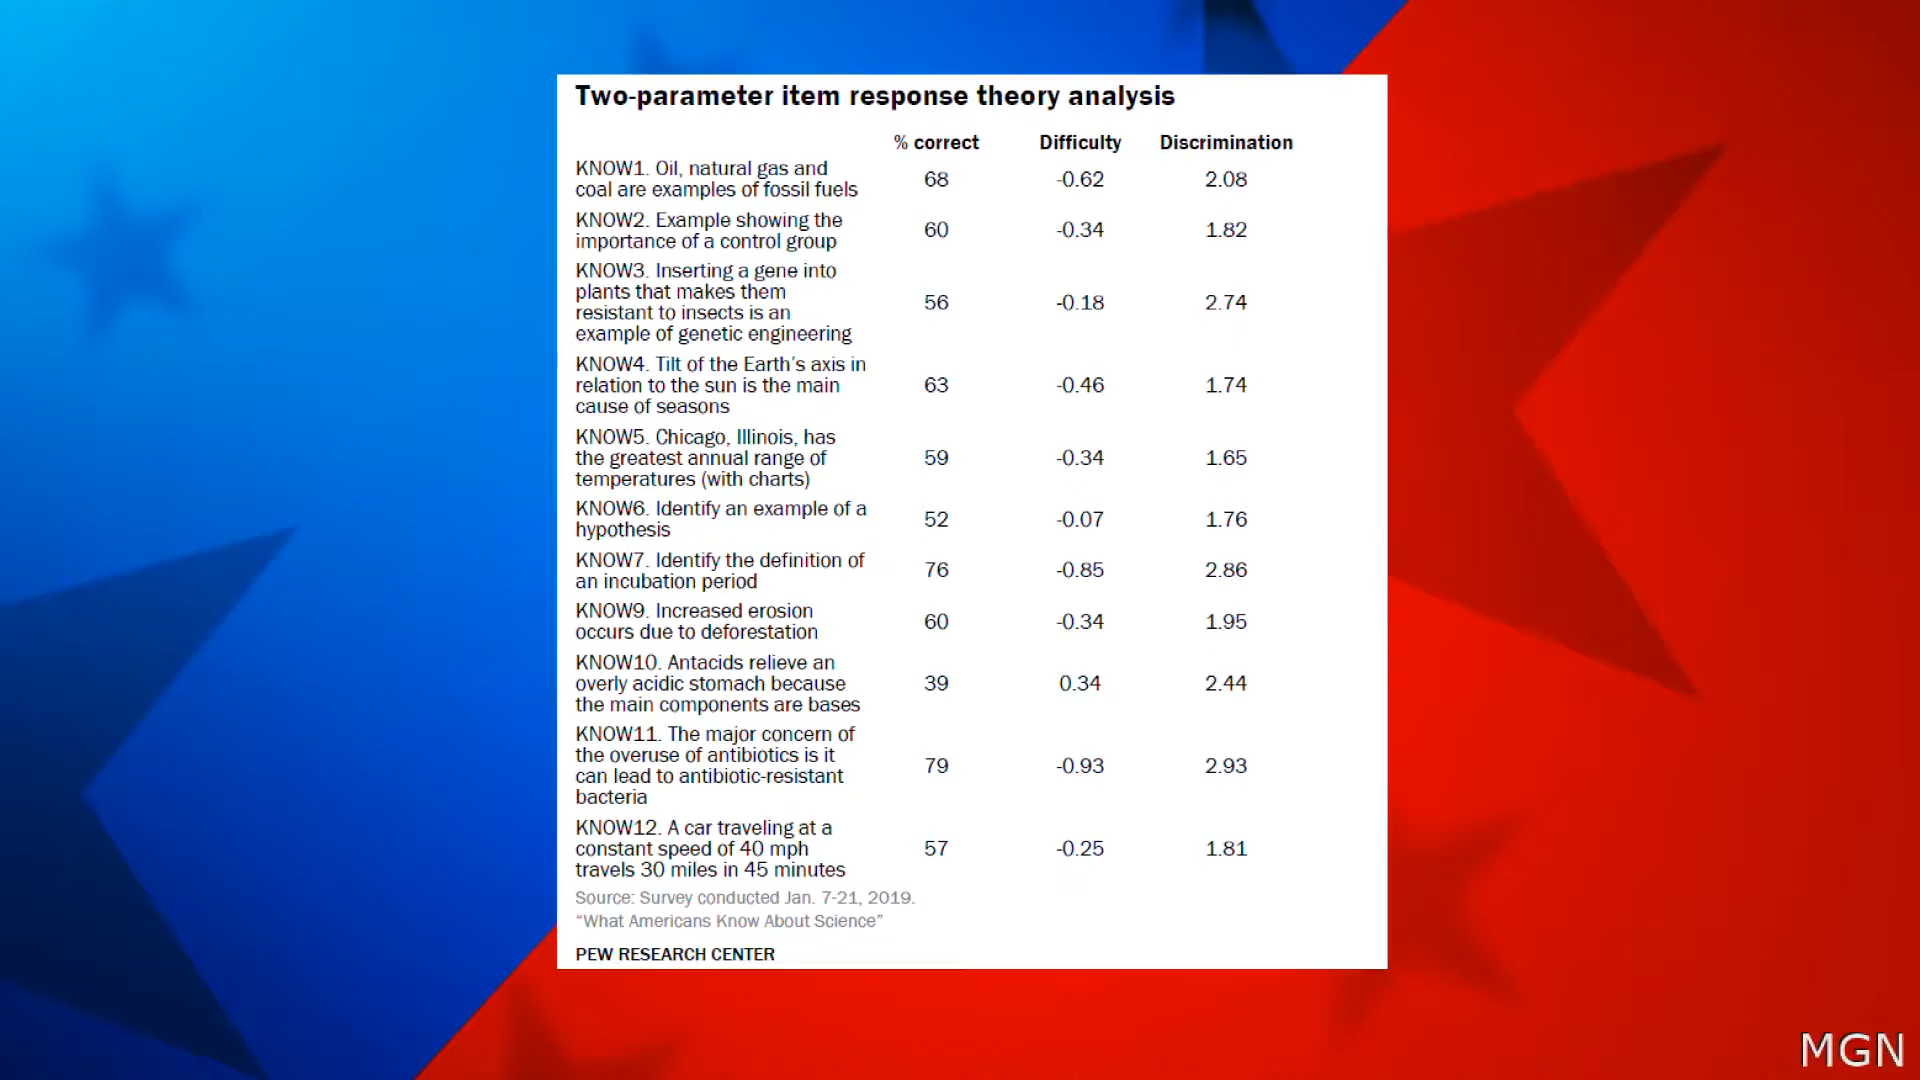 Two-parameter item response theory analysis
% correct Difficulty Discrimination
KNOW1. Oil, natural gas and
coal are examples of fossil fuels 68 -0.62 2.08
KNOW2. Example showing the
importance of a control group 60 -0.34 1.82
KNOW3. Inserting a gene into
plants that makes them
resistant to insects is an
example of genetic engineering 56 -0.18 2.74
KNOW4. Tilt of the Earth's axis in
relation to the sun is the main 63 -0.46 1.74
cause of seasons
KNOW5. Chicago, Illinois, has
the greatest annual range of 59 -0.34 1.65
temperatures (with charts)
KNOW6. Identify an example of a
hypothesis 52 -0.07 1.76
KNOW7. Identify the definition of
an incubation period 76 -0.85 2.86
KNOW9. Increased erosion
occurs due to deforestation 60 -0.34 1.95
KNOW10. Antacids relieve an
overly acidic stomach because 39 0.34 2.44
the main components are bases
KNOW11. The major concern of
the overuse of antibiotics is it
can lead to antibiotic-resistant 79 -0.93 2.93
bacteria
KNOW12. A car traveling at a
constant speed of 40 mph 57 -0.25 1.81
travels 30 miles in 45 minutes
Source: Survey conducted Jan. 7-21, 2019.
“What Americans Know About Science”
PEW RESEARCH CENTER
MGN